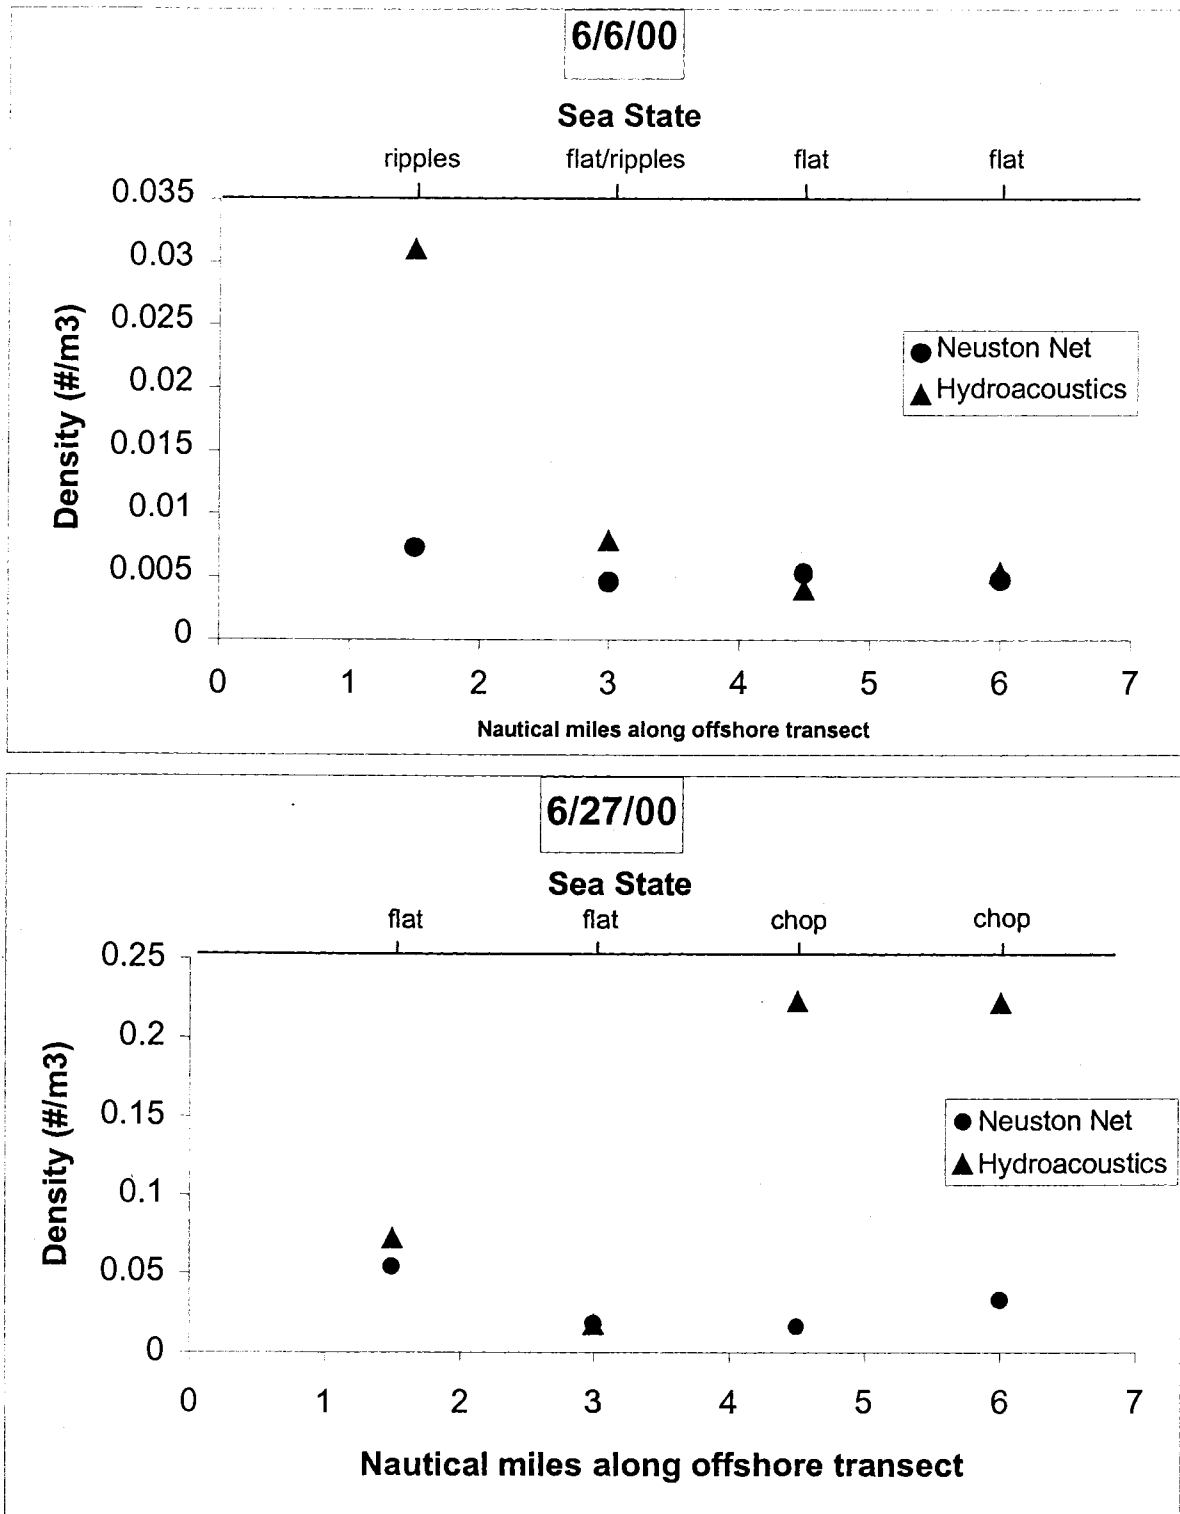 6/6/00
Sea State
ripples flat/ripples flat flat
0.035
0.03
0.025
0.02
0.015
0.01
0.005
0
Density (#/m3)
Neuston Net
Hydroacoustics
0 1 2 3 4 5 6 7
Nautical miles along offshore transect
6/27/00
Sea State
flat flat chop chop
0.25
0.2
0.15
0.1
0.05
0
Density (#/m3)
Neuston Net
Hydroacoustics
0 1 2 3 4 5 6 7
Nautical miles along offshore transect